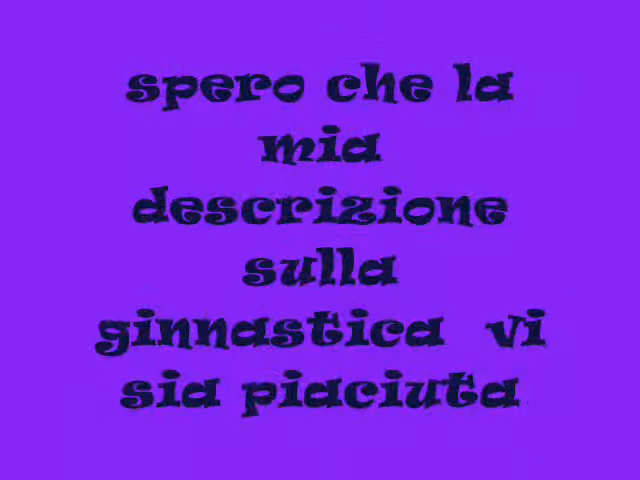 spero che la
mia
descrizione
sulla
ginnastica vi
sia piaciuta